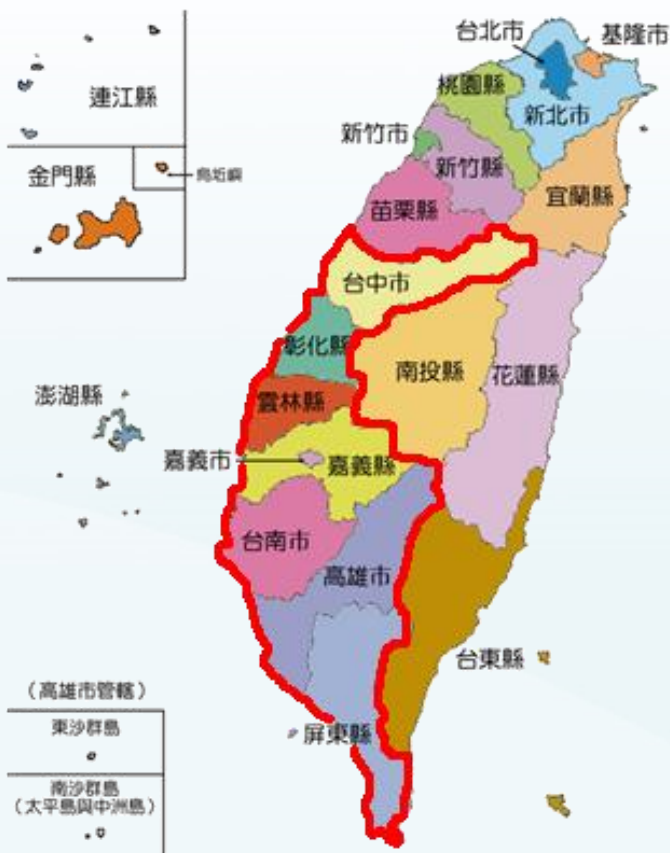 台北市
基隆市
連江縣
桃園縣
新北市
新竹市
新竹縣
金門縣
烏坵鄉
宜蘭縣
苗栗縣
台中市
彰化縣
南投縣
花蓮縣
澎湖縣
雲林縣
嘉義市
嘉義縣
台南市
高雄市
台東縣
（高雄市管轄）
東沙群島
屏東縣
南沙群島
（太平島與中洲島）